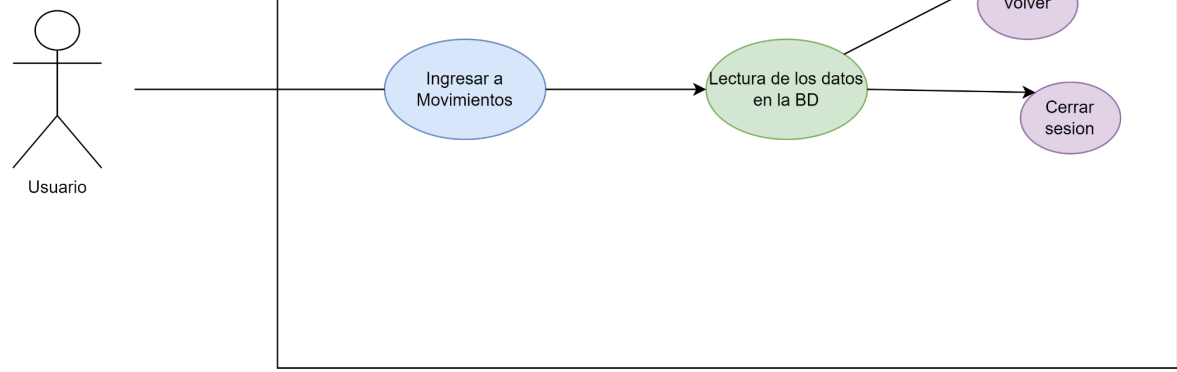 Volver
Ingresar a
Movimientos
Lectura de los datos
en la BD
Cerrar
sesion
Usuario